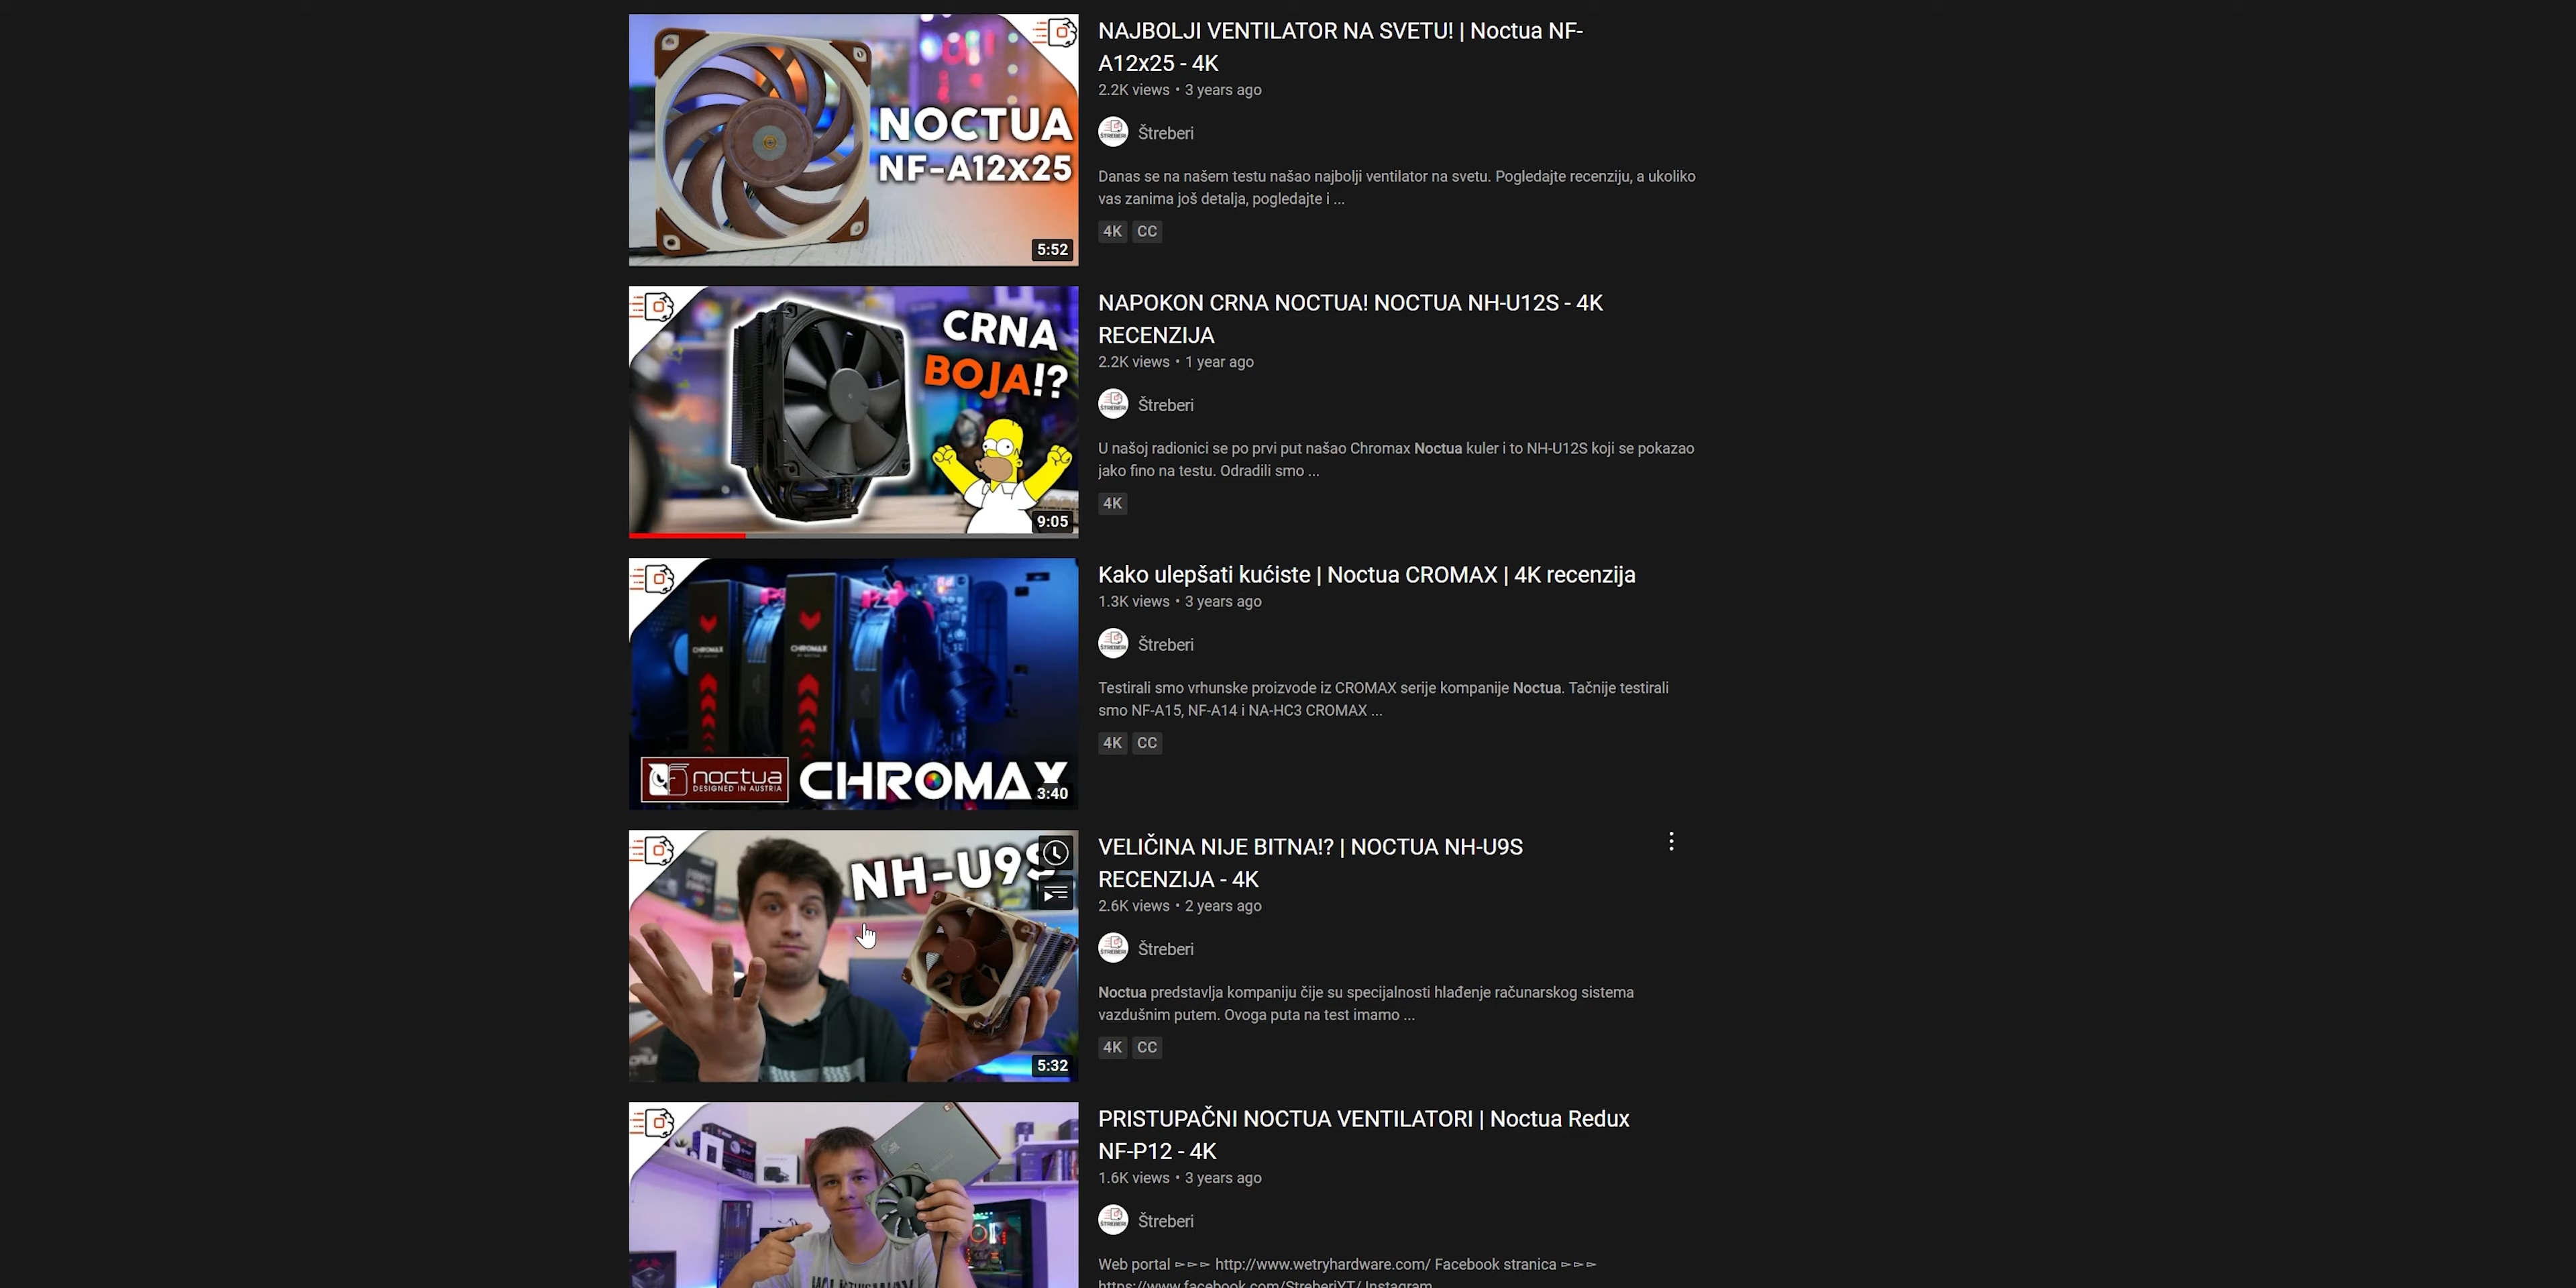 NOCTUA
NF-A12x25
5:52
NAJBOLJI VENTILATOR NA SVETU! | Noctua NF-
A12x25 - 4K
2.2K views • 3 years ago
Štreberi
Danas se na našem testu našao najbolji ventilator na svetu. Pogledajte recenziju, a ukoliko
vas zanima još detalja, pogledajte i ...
4K CC
CRNA
BOJA!?
9:05
NAPOKON CRNA NOCTUA! NOCTUA NH-U12S - 4K
RECENZIJA
2.2K views • 1 year ago
Štreberi
U našoj radionici se po prvi put našao Chromax Noctua kuler i to NH-U12S koji se pokazao
jako fino na testu. Odradili smo ...
4K
CHROMAX
CHROMAX
noctua
DESIGNED IN AUSTRIA
CHROMAX
3:40
Kako ulepšati kućiste | Noctua CROMAX | 4K recenzija
1.3K views • 3 years ago
Štreberi
Testirali smo vrhunske proizvode iz CROMAX serije kompanije Noctua. Tačnije testirali
smo NF-A15, NF-A14 i NA-HC3 CROMAX ...
4K CC
NH-U9S
5:32
VELIČINA NIJE BITNA!? | NOCTUA NH-U9S
RECENZIJA - 4K
2.6K views • 2 years ago
Štreberi
Noctua predstavlja kompaniju čije su specijalnosti hlađenje računarskog sistema
vazdušnim putem. Ovoga puta na test imamo ...
4K CC
PRISTUPAČNI NOCTUA VENTILATORI | Noctua Redux
NF-P12 - 4K
1.6K views • 3 years ago
Štreberi
Web portal ►►► http://www.wetryhardware.com/ Facebook stranica ►►►
https://www.facebook.com/StreberiYT/ Instagram